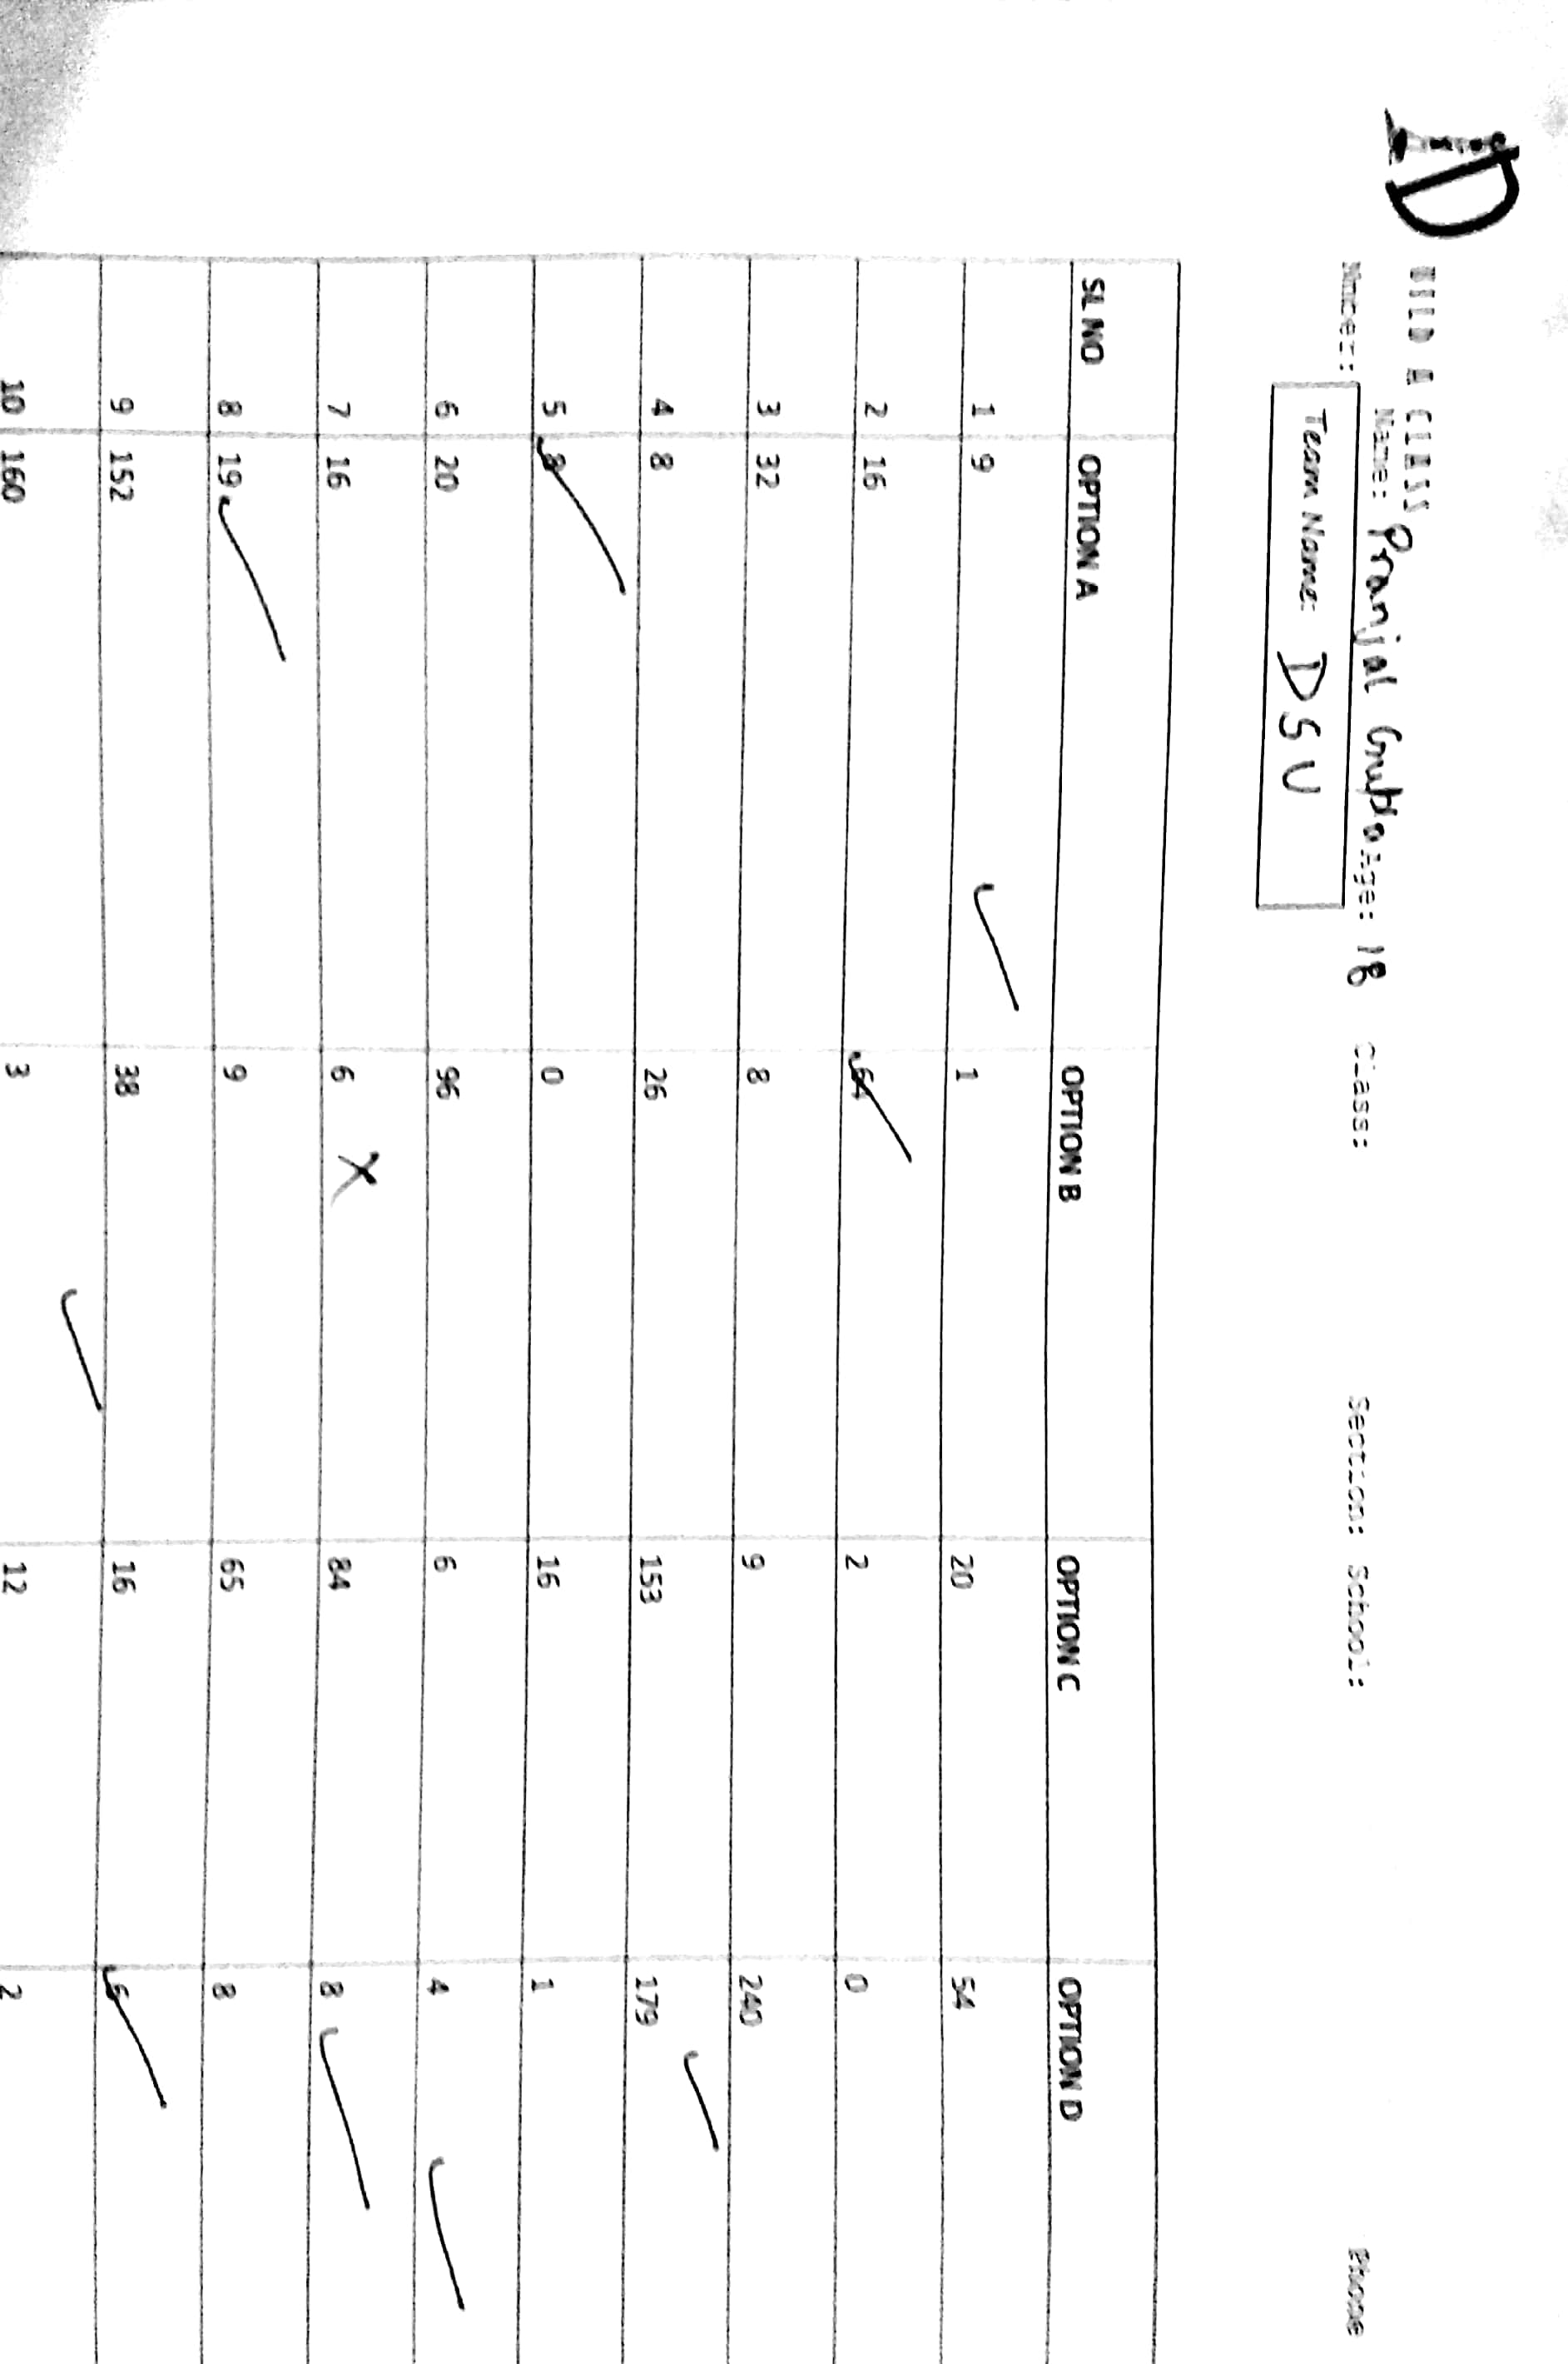 BUILD A CLASS
Name: Pranjal Gupta Age: 18 Class: Section: School: Phone
Number:
Team Name: DSU
SL NO OPTION A OPTION B OPTION C OPTION D
1 9 1 20 54
2 16 64 2 0
3 32 8 9 240
4 8 26 153 179
5 8 0 16 1
6 20 96 6 4
7 16 6 84 8
8 19 9 65 8
9 152 38 16 6
10 160 3 12 2